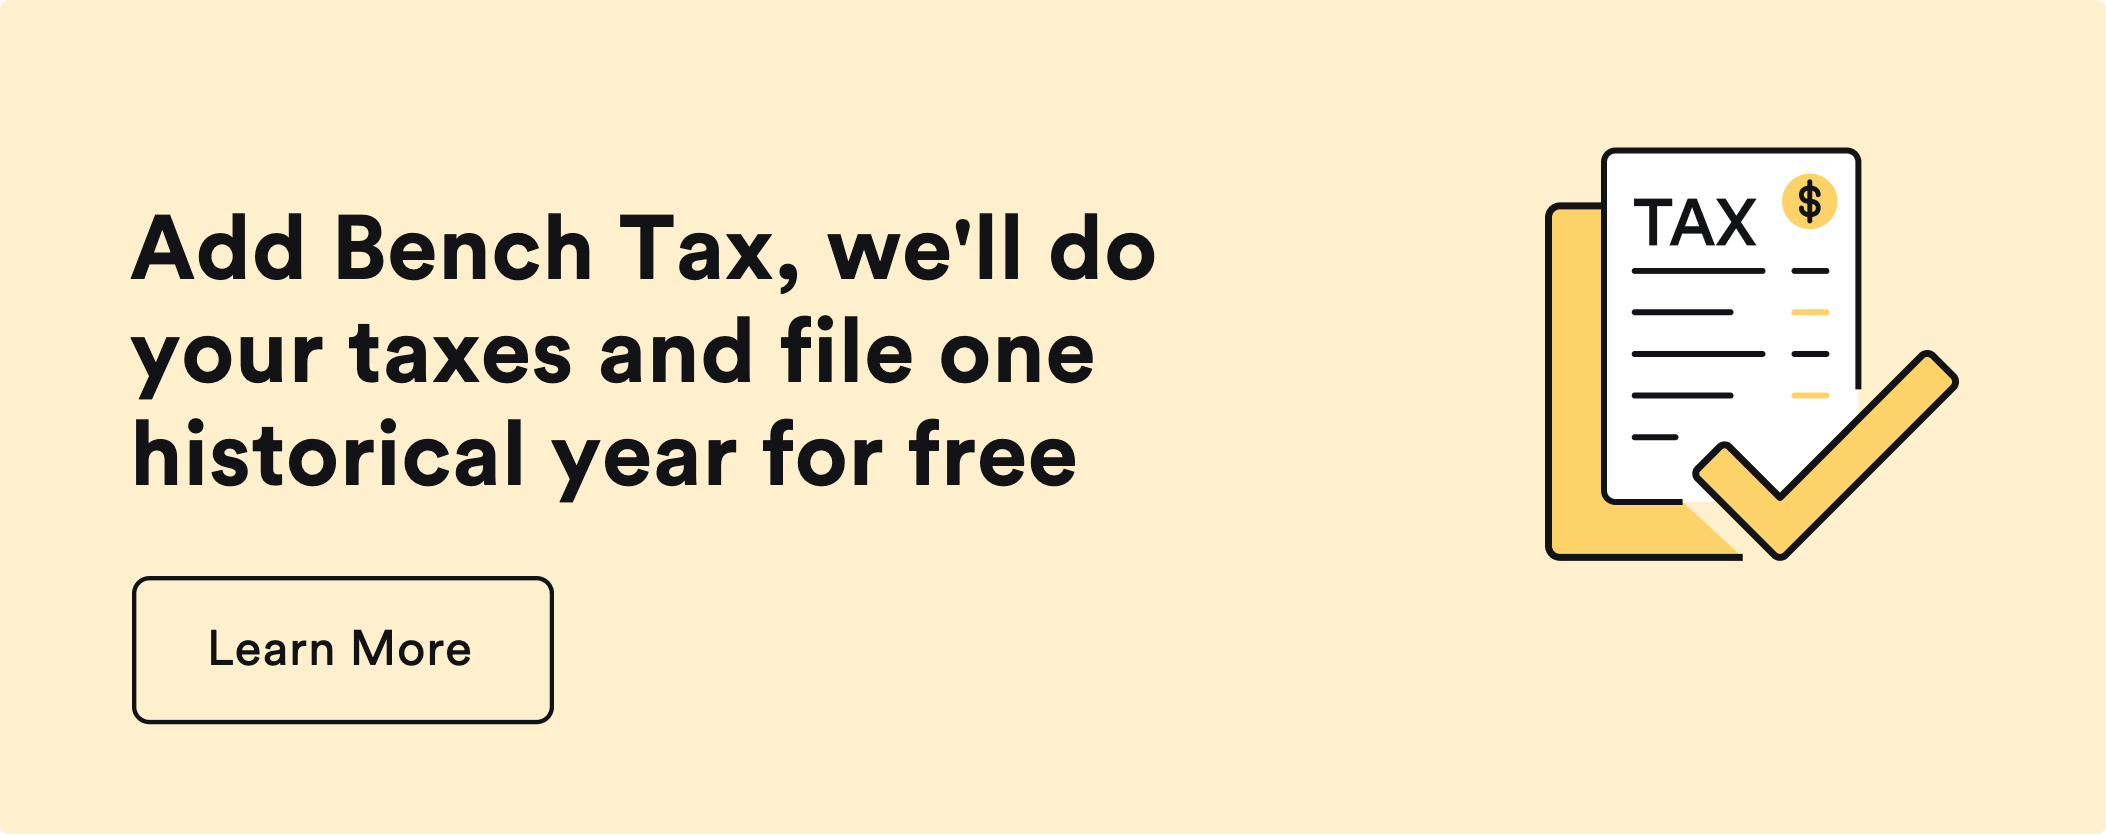 Add Bench Tax, we'll do
your taxes and file one
historical year for free
Learn More
TAX $